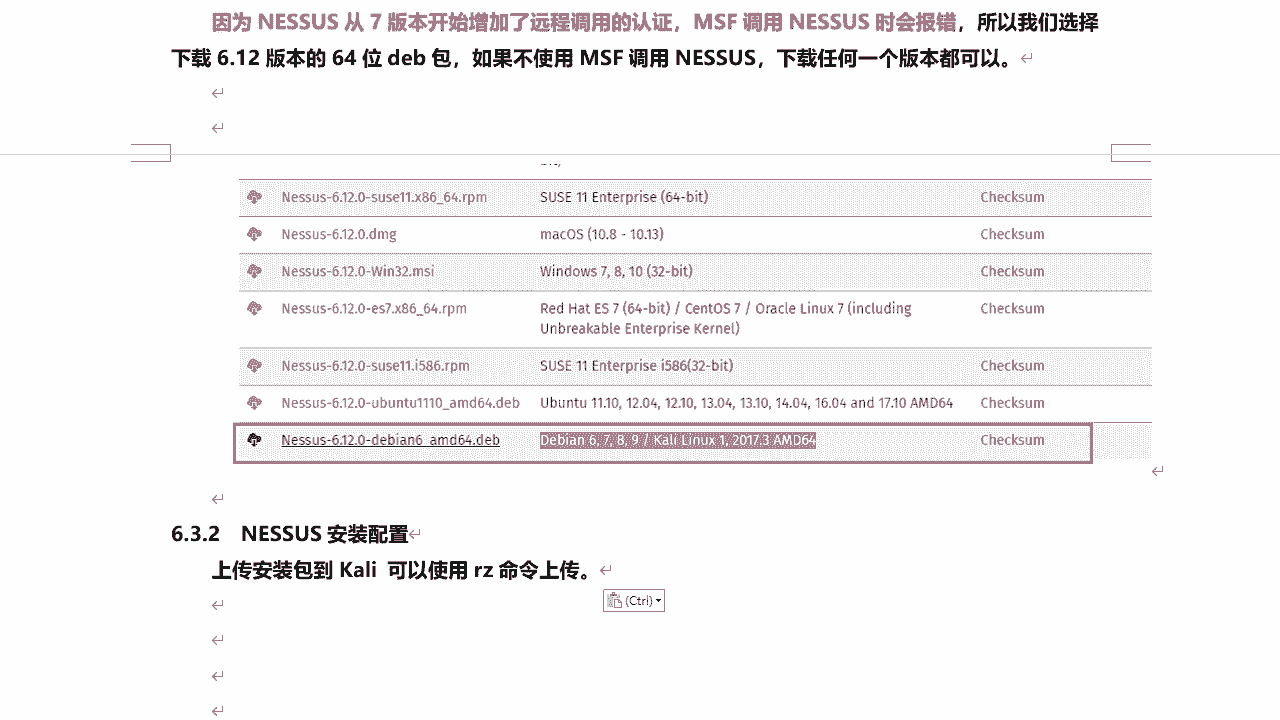 因为 NESSUS 从 7 版本开始增加了远程调用的认证，MSF 调用 NESSUS 时会报错，所以我们选择
下载 6.12 版本的 64 位 deb 包，如果不使用 MSF 调用 NESSUS，下载任何一个版本都可以。
Nessus-6.12.0-suse11.x86_64.rpm SUSE 11 Enterprise (64-bit) Checksum
Nessus-6.12.0.dmg macOS (10.8 - 10.13) Checksum
Nessus-6.12.0-Win32.msi Windows 7, 8, 10 (32-bit) Checksum
Nessus-6.12.0-es7.x86_64.rpm Red Hat ES 7 (64-bit) / CentOS 7 / Oracle Linux 7 (including Checksum
Unbreakable Enterprise Kernel)
Nessus-6.12.0-suse11.i586.rpm SUSE 11 Enterprise i586(32-bit) Checksum
Nessus-6.12.0-ubuntu1110_amd64.deb Ubuntu 11.10, 12.04, 12.10, 13.04, 13.10, 14.04, 16.04 and 17.10 AMD64 Checksum
Nessus-6.12.0-debian6_amd64.deb Debian 6, 7, 8, 9 / Kali Linux 1, 2017.3 AMD64 Checksum
6.3.2 NESSUS 安装配置
上传安装包到 Kali 可以使用 rz 命令上传。
(Ctrl)